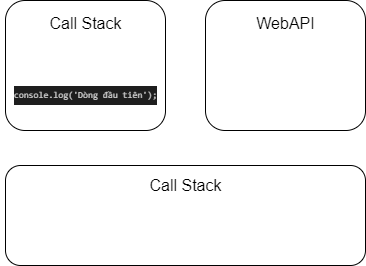 Call Stack
WebAPI
console.log('Dòng đầu tiên');
Call Stack